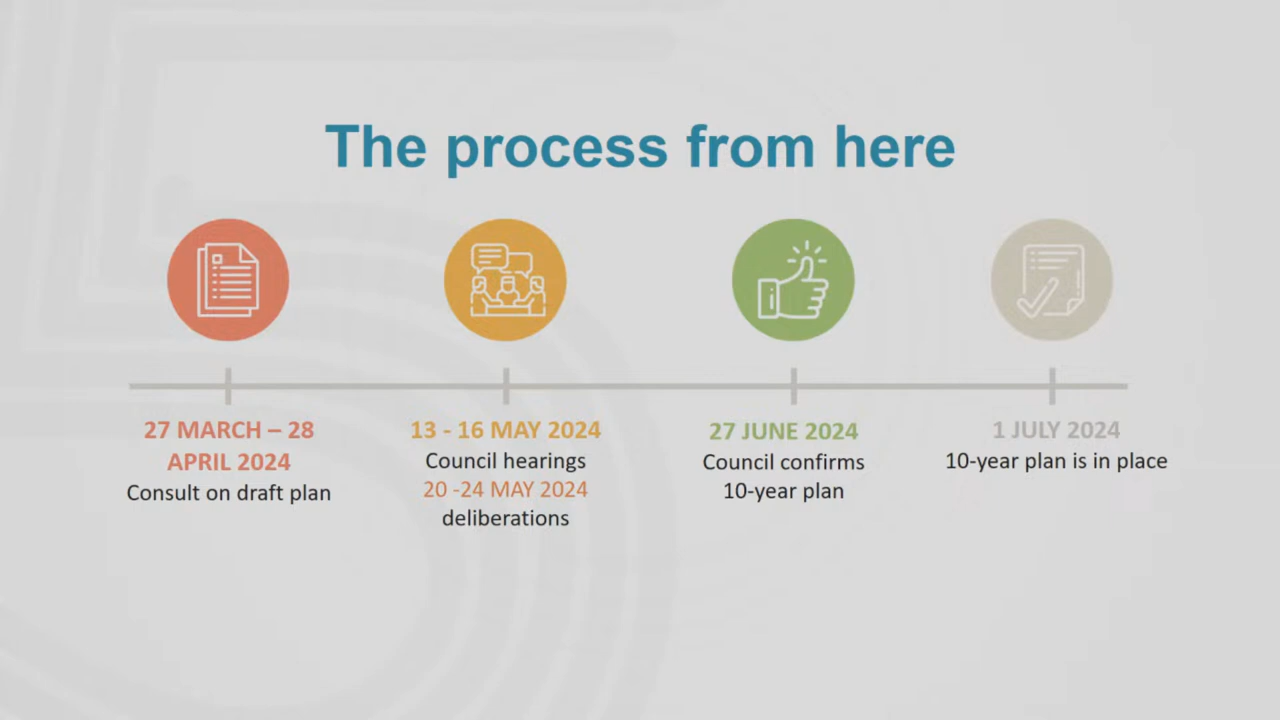 The process from here
27 MARCH – 28
APRIL 2024
Consult on draft plan
13 - 16 MAY 2024
Council hearings
20 -24 MAY 2024
deliberations
27 JUNE 2024
Council confirms
10-year plan
1 JULY 2024
10-year plan is in place